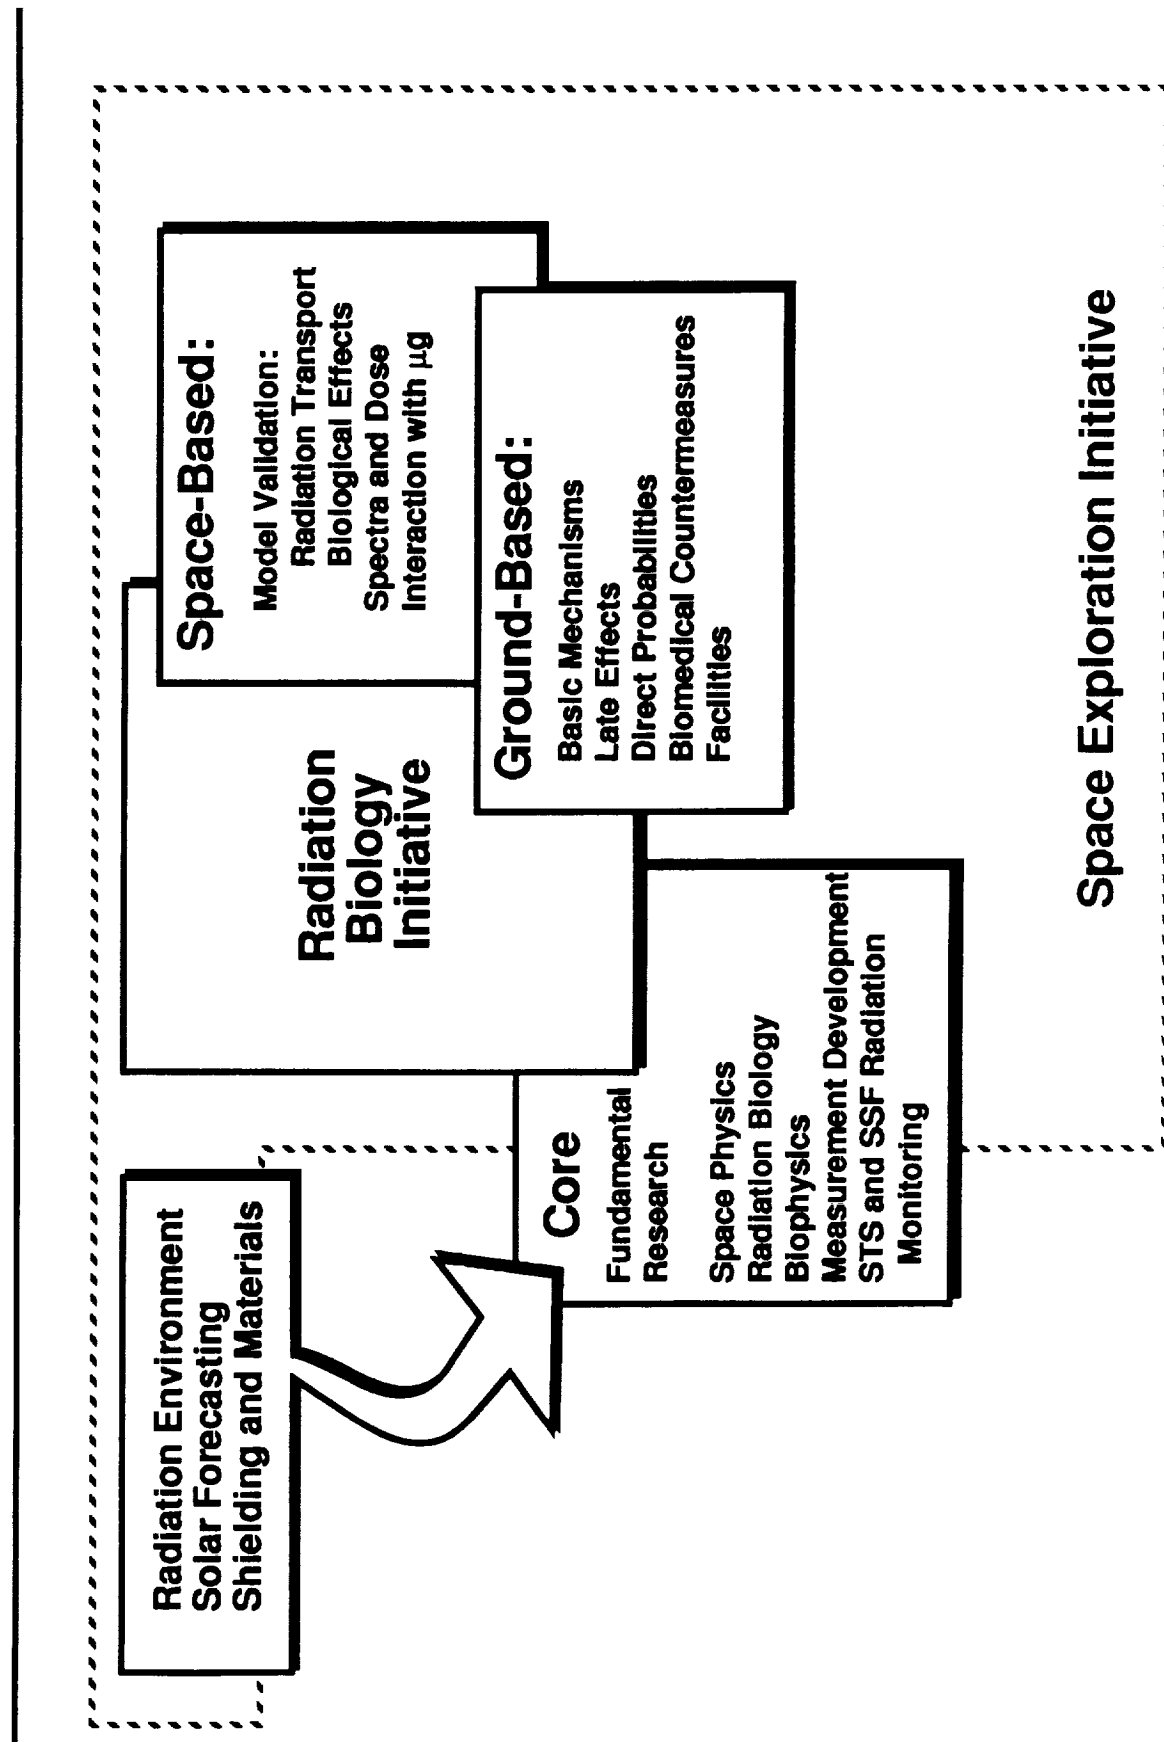 Radiation Environment
Solar Forecasting
Shielding and Materials
Radiation
Biology
Initiative
Space-Based:
Model Validation:
Radiation Transport
Biological Effects
Spectra and Dose
Interaction with μg
Core
Fundamental
Research
Space Physics
Radiation Biology
Biophysics
Measurement Development
STS and SSF Radiation
Monitoring
Ground-Based:
Basic Mechanisms
Late Effects
Direct Probabilities
Biomedical Countermeasures
Facilities
Space Exploration Initiative